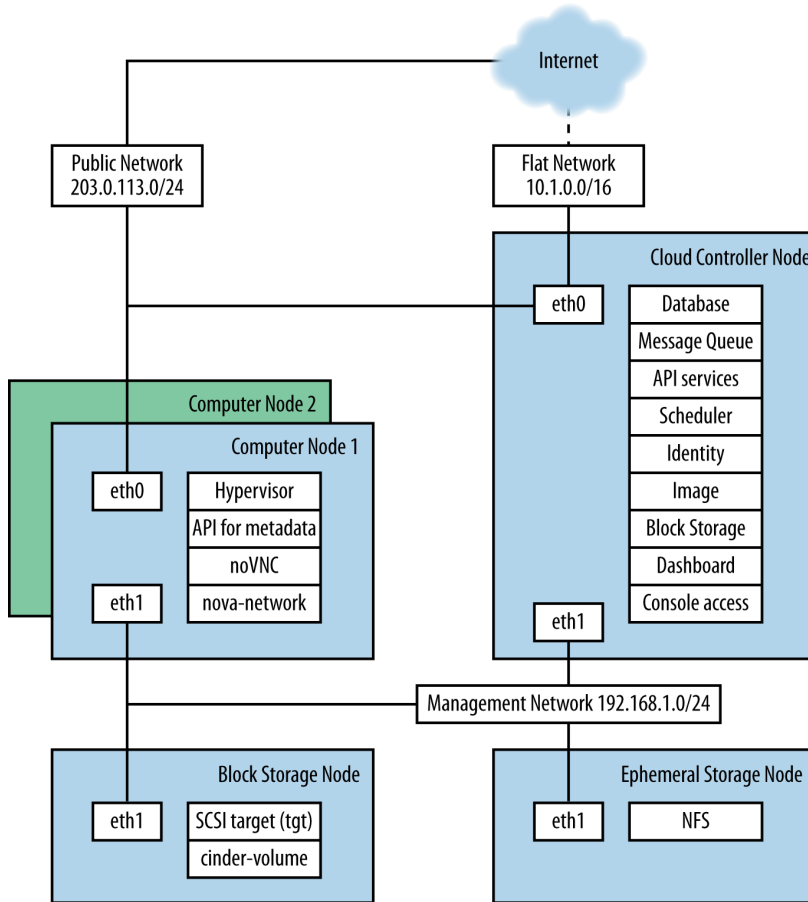 Internet
Public Network
203.0.113.0/24
Flat Network
10.1.0.0/16
Cloud Controller Node
eth0
Database
Message Queue
API services
Scheduler
Identity
Image
Block Storage
Dashboard
Console access
eth1
Computer Node 2
Computer Node 1
eth0
Hypervisor
API for metadata
noVNC
nova-network
eth1
Management Network 192.168.1.0/24
Block Storage Node
eth1
SCSI target (tgt)
cinder-volume
Ephemeral Storage Node
eth1
NFS